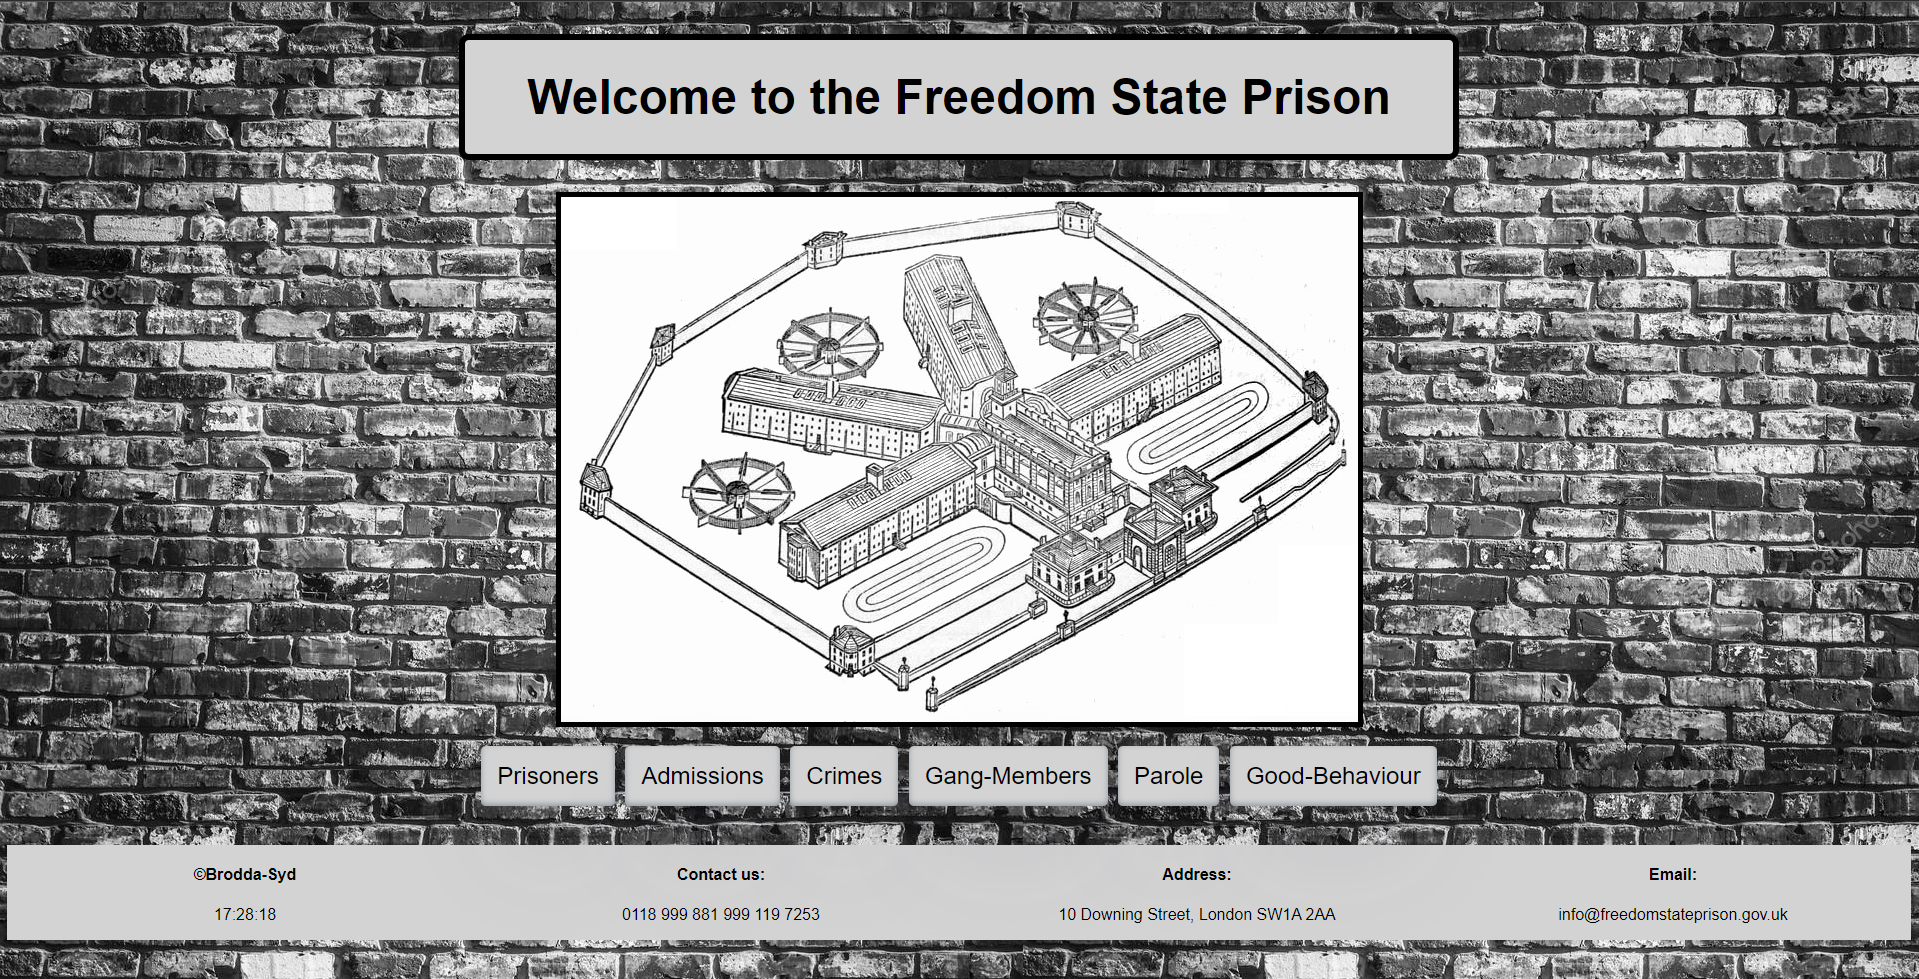 Welcome to the Freedom State Prison
Prisoners
Admissions
Crimes
Gang-Members
Parole
Good-Behaviour
©Brodda-Syd
17:28:18
Contact us:
0118 999 881 999 119 7253
Address:
10 Downing Street, London SW1A 2AA
Email:
info@freedomstateprison.gov.uk